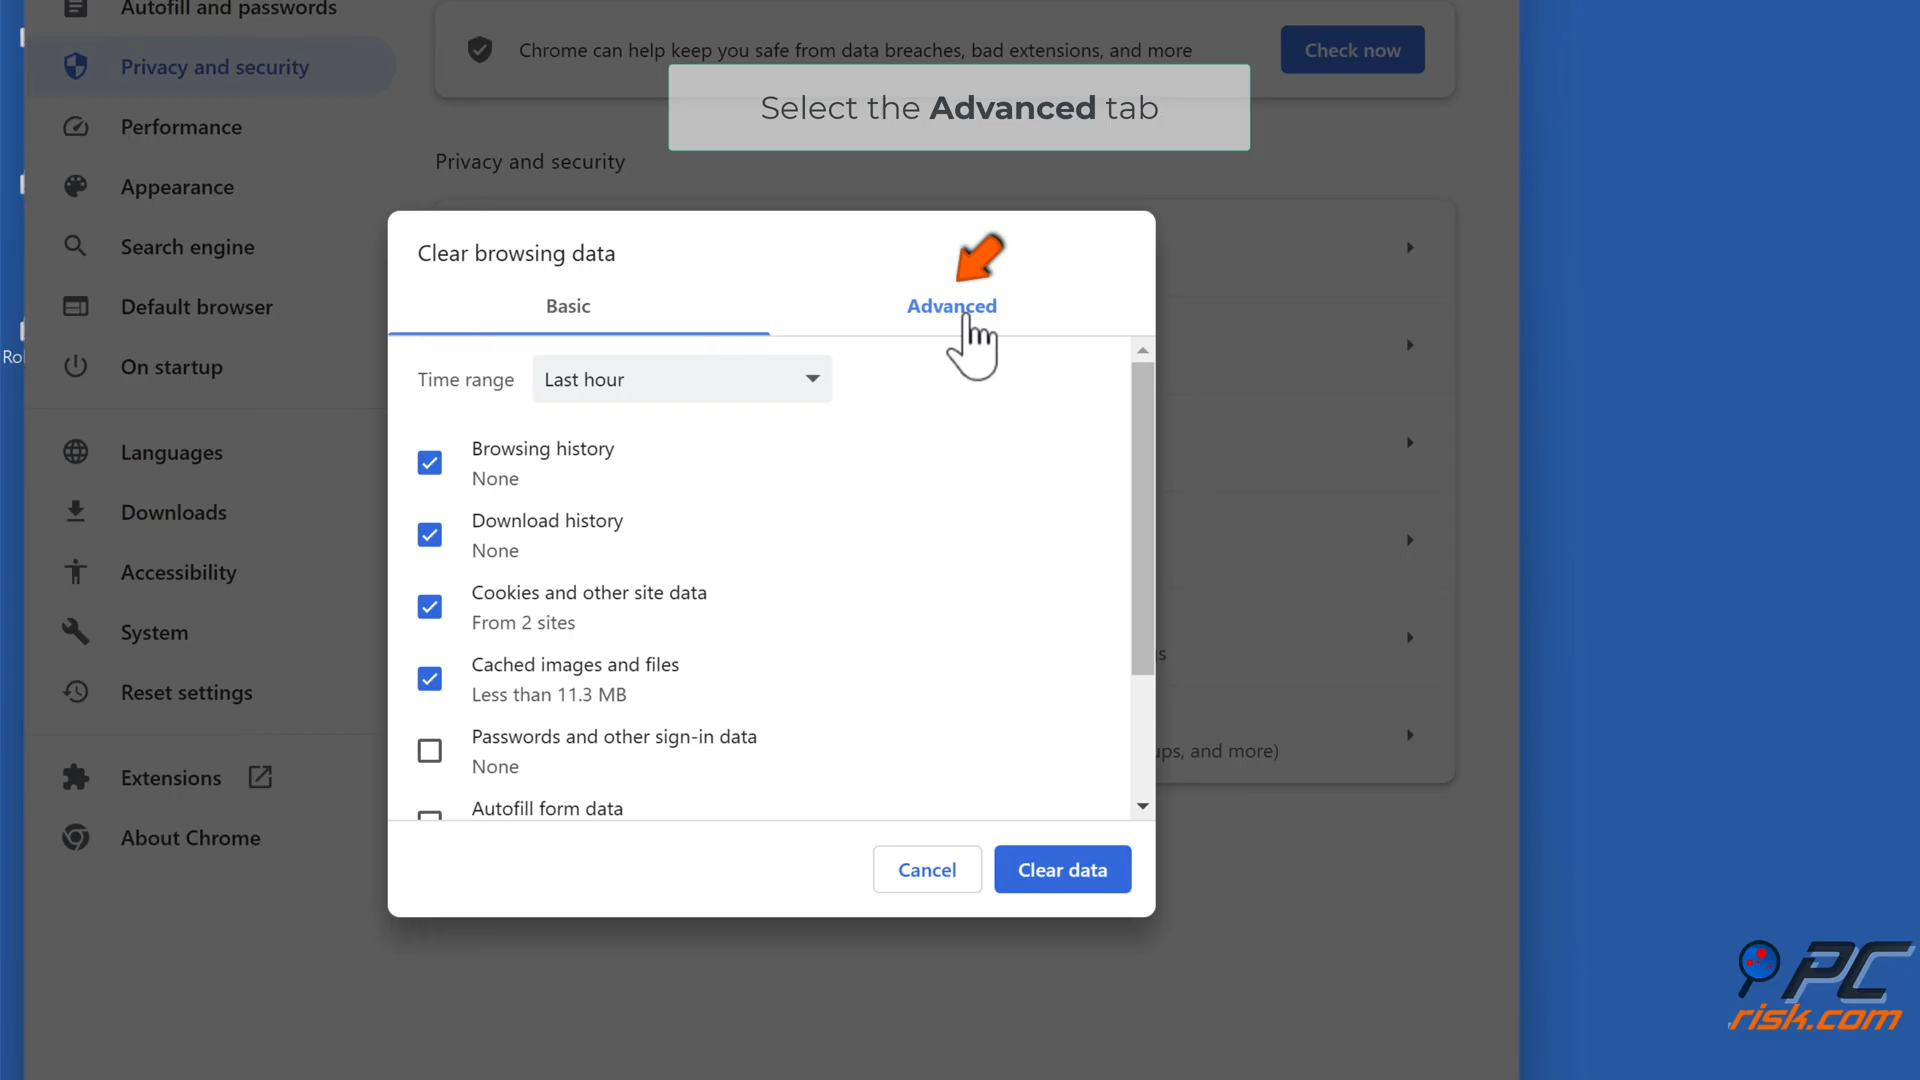 Autofill and passwords
Privacy and security
Performance
Appearance
Search engine
Default browser
On startup
Languages
Downloads
Accessibility
System
Reset settings
Extensions
About Chrome
Chrome can help keep you safe from data breaches, bad extensions, and more
Check now
Select the Advanced tab
Privacy and security
Clear browsing data
Basic
Advanced
Time range
Last hour
Browsing history
None
Download history
None
Cookies and other site data
From 2 sites
Cached images and files
Less than 11.3 MB
Passwords and other sign-in data
None
Autofill form data
Cancel
Clear data
ups, and more)
PC
risk.com